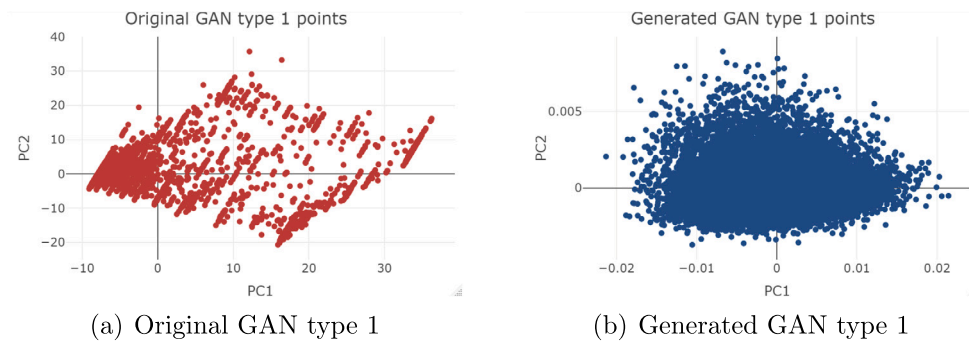 Original GAN type 1 points
40
30
20
10
0
−10
−20
PC2
−10
0
10
20
30
PC1
(a) Original GAN type 1
Generated GAN type 1 points
0.005
0
PC2
−0.02
−0.01
0
0.01
0.02
PC1
(b) Generated GAN type 1